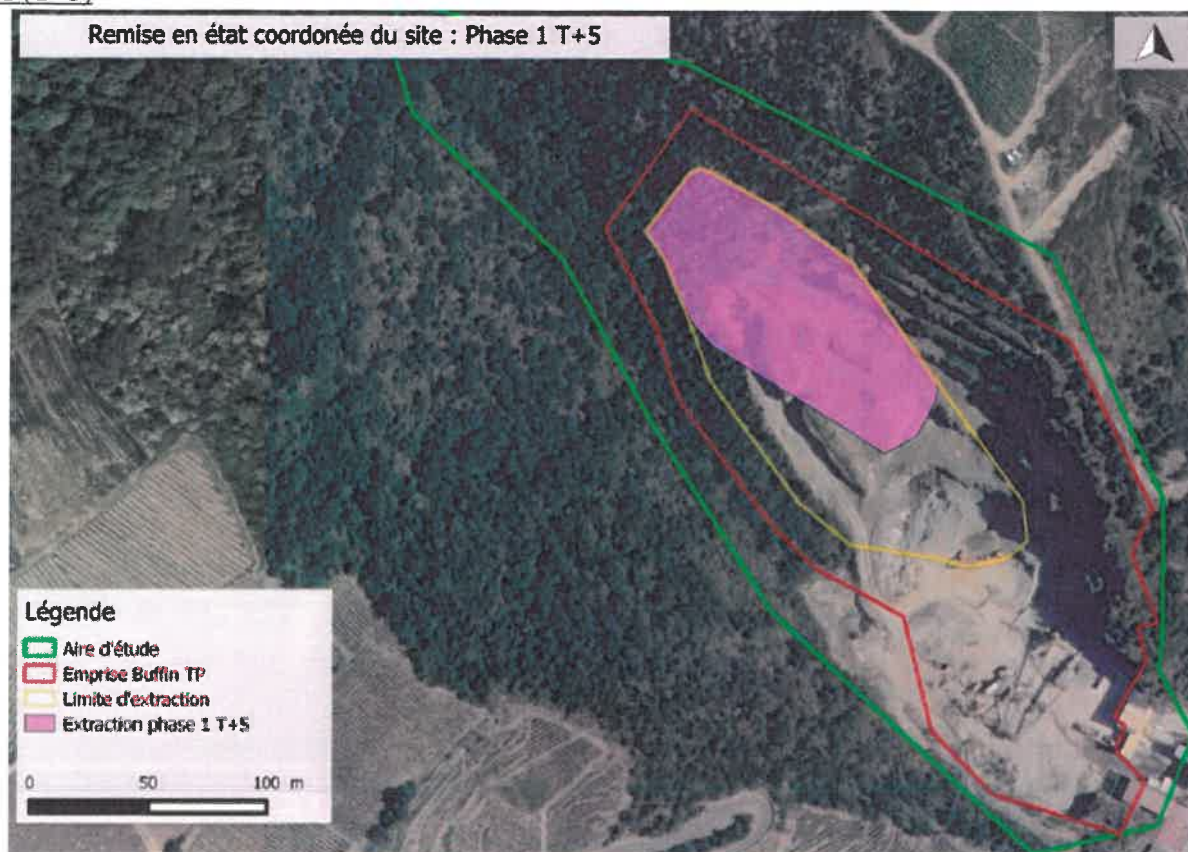 Remise en état coordonée du site : Phase 1 T+5
Légende
Aire d'étude
Emprise Buffin TP
Limite d'extraction
Extraction phase 1 T+5
0 50 100 m